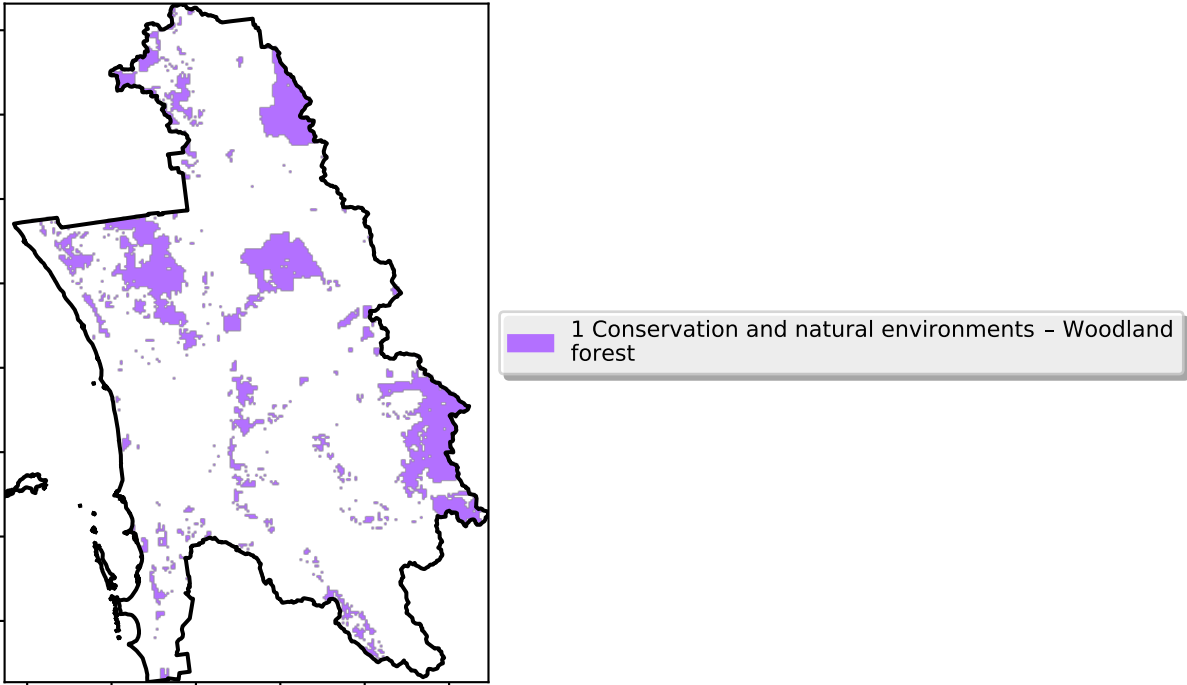 1 Conservation and natural environments – Woodland
forest